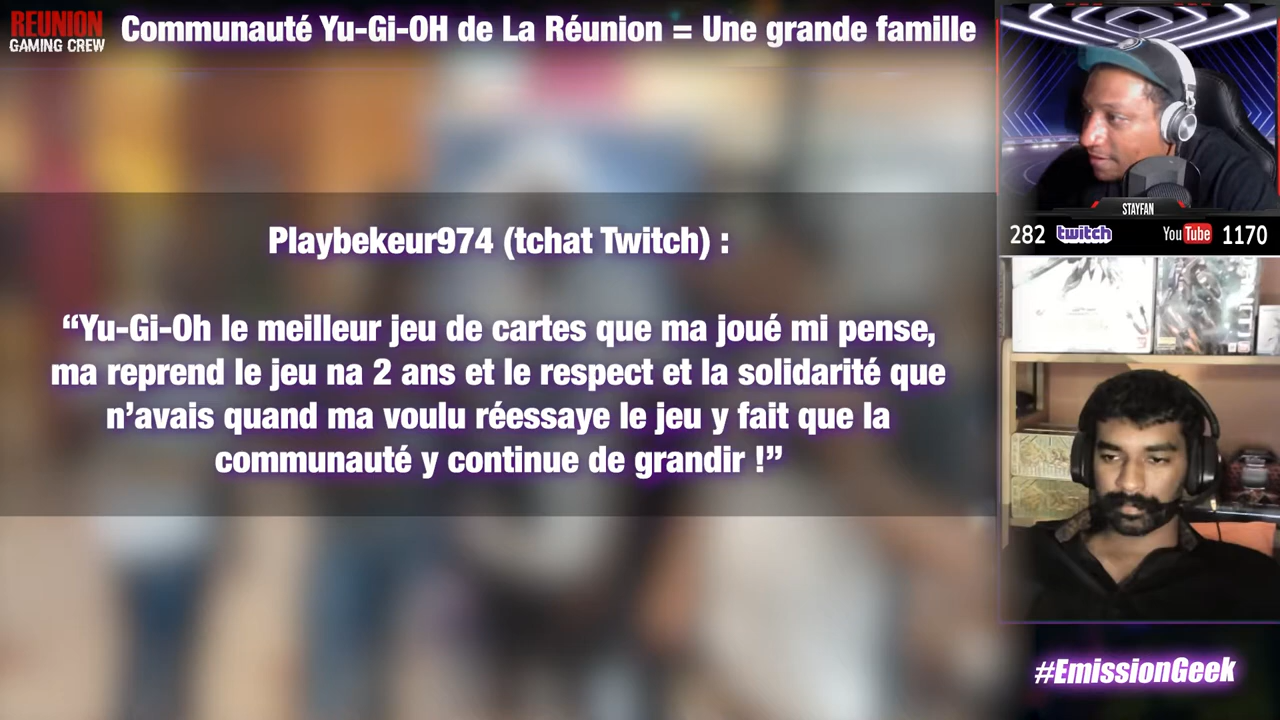 REUNION
GAMING CREW
Communauté Yu-Gi-OH de La Réunion = Une grande famille
Playbekeur974 (tchat Twitch) :
“Yu-Gi-Oh le meilleur jeu de cartes que ma joué mi pense,
ma reprend le jeu na 2 ans et le respect et la solidarité que
n’avais quand ma voulu réessaye le jeu y fait que la
communauté y continue de grandir !”
STAYFAN
282 twitch YouTube 1170
#EmissionGeek